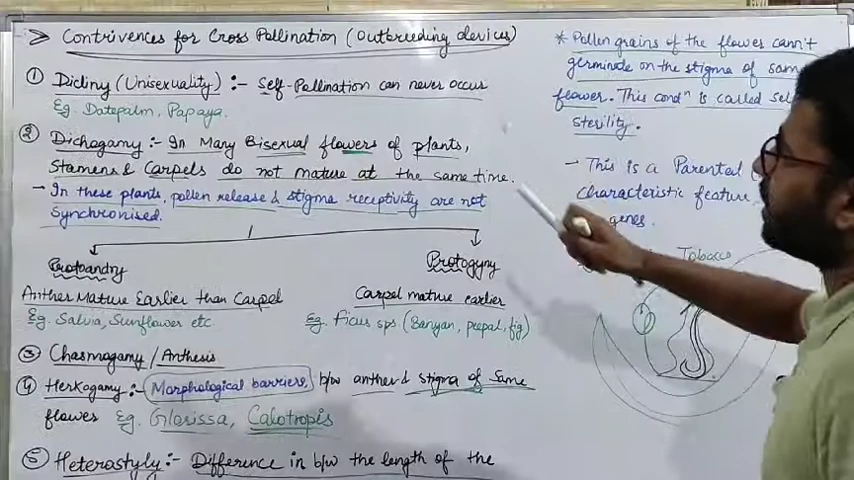 Contrivences for Cross Pollination (Outbreeding devices)
① Dicliny (Unisexuality) :- Self-Pollination can never occur
Eg. Datepalm, Papaya.
② Dichogamy :- In Many Bisexual flowers of plants,
Stamens & Carpels do not mature at the same time.
- In these plants, pollen release & stigma receptivity are not
synchronised.
Protoandry
Protogyny
Anther Mature Earlier than Carpel
Carpel mature earlier
Eg. Salvia, Sunflower etc
Eg. Ficus sps (Banyan, peepal, fig)
③ Chasmogamy / Anthesis
④ Herkogamy :- Morphological barriers b/w anther & stigma of Same
flower Eg. Glorissa, Calotropis
⑤ Heterostyly :- Difference in b/w the length of the
* Pollen grains of the flower cann't
germinate on the stigma of same
flower. This condn is called
sterility.
- This is a Parental
characteristic feature
genes.
Tobacco